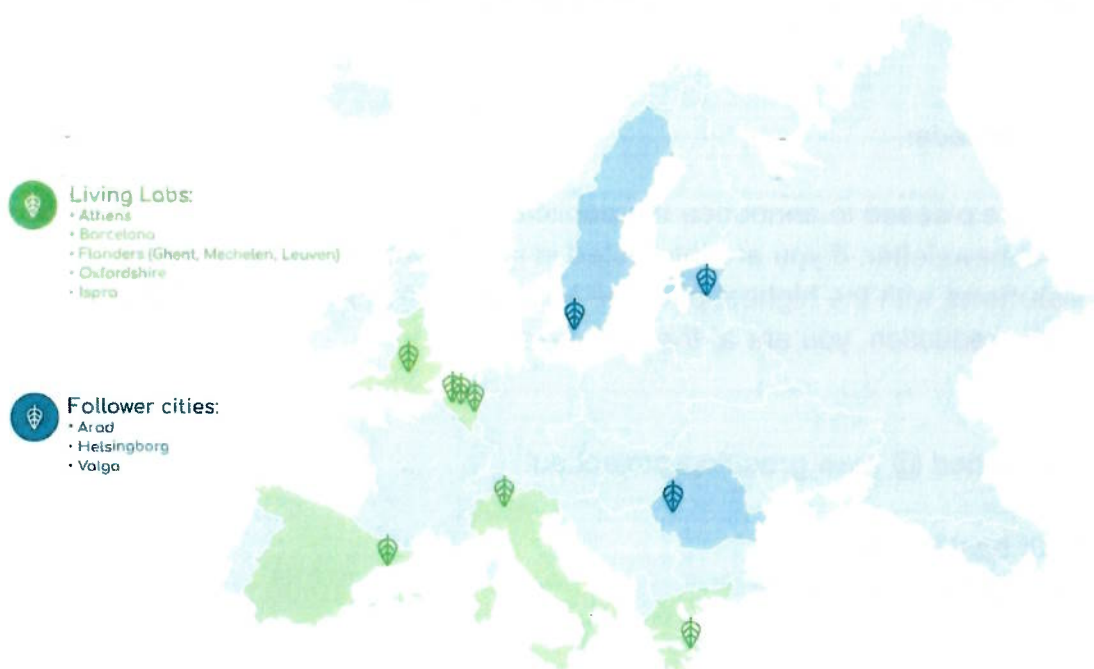 Living Labs:
• Athens
• Barcelona
• Flanders (Ghent, Mechelen, Leuven)
• Oxfordshire
• Ispra
Follower cities:
• Arad
• Helsingborg
• Valga